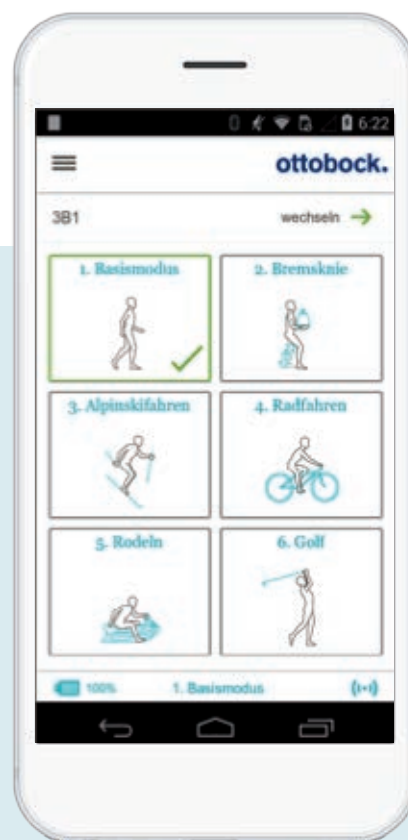 6:22
ottobock.
3B1 wechseln
1. Basismodus 2. Bremsknie
3. Alpinskifahren 4. Radfahren
5. Rodeln 6. Golf
100% 1. Basismodus